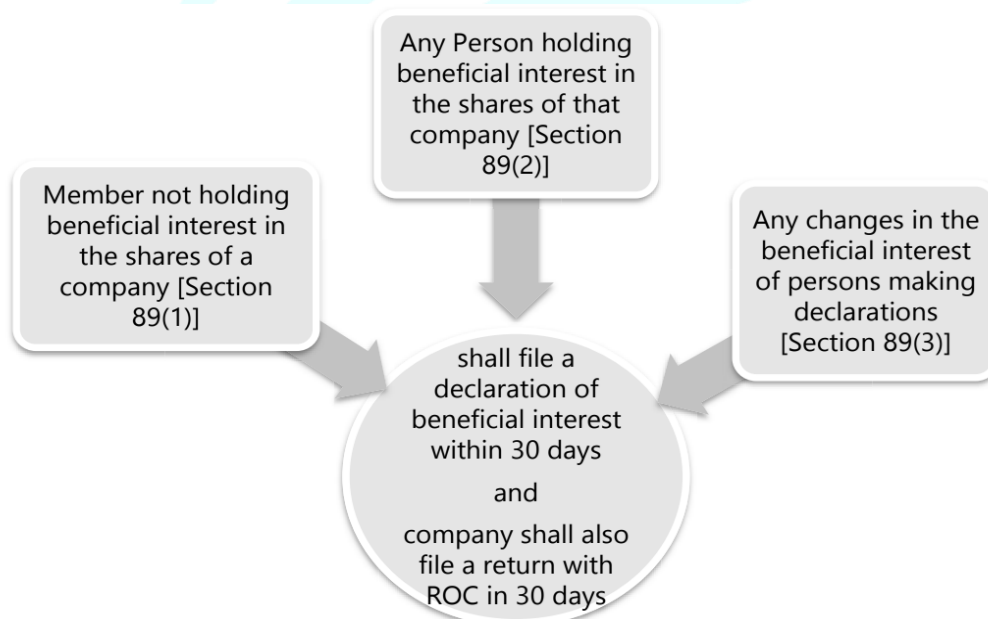 Any Person holding
beneficial interest in
the shares of that
company [Section
89(2)]
Member not holding
beneficial interest in
the shares of a
company [Section
89(1)]
Any changes in the
beneficial interest
of persons making
declarations
[Section 89(3)]
shall file a
declaration of
beneficial interest
within 30 days
and
company shall also
file a return with
ROC in 30 days